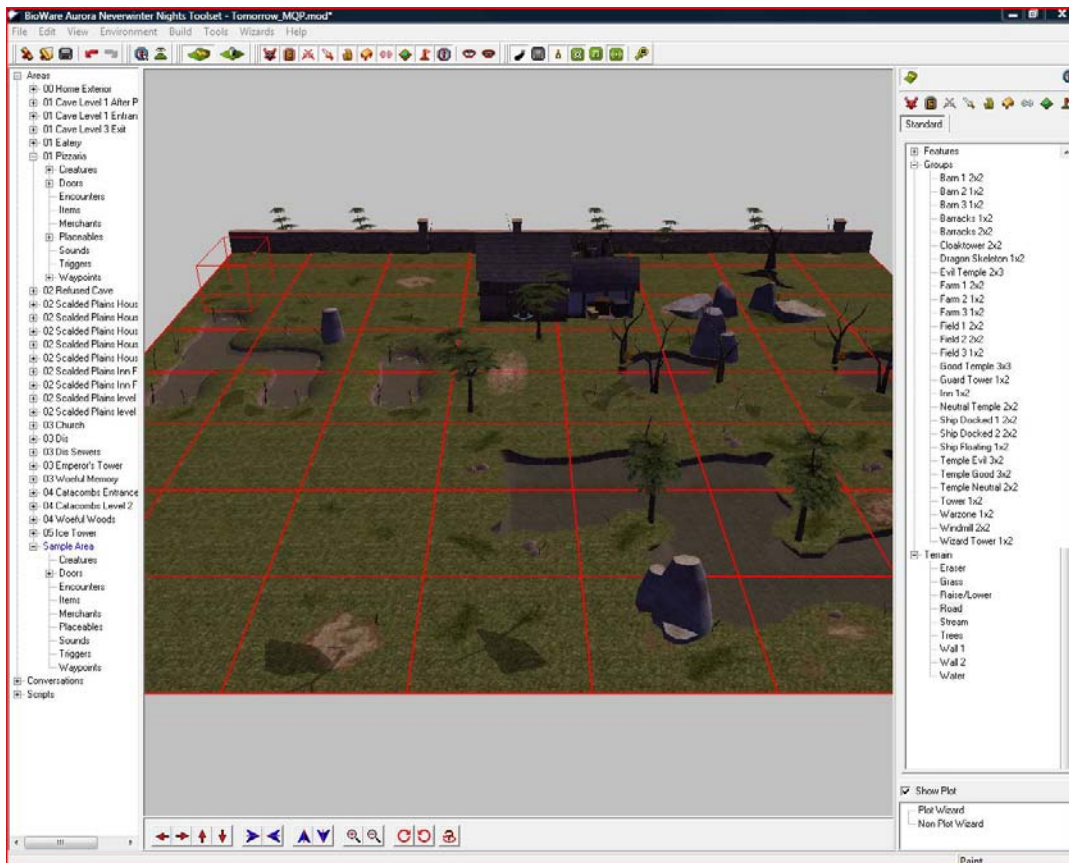 BioWare Aurora Neverwinter Nights Toolset - Tomorrow_MQP.mod*
File Edit View Environment Build Tools Wizards Help
Areas
00 Home Exterior
01 Cave Level 1 After P
01 Cave Level 1 Entran
01 Cave Level 3 Exit
01 Eatery
01 Pizzaria
Creatures
Doors
Encounters
Items
Merchants
Placeables
Sounds
Triggers
Waypoints
02 Refused Cave
02 Scalded Plains Hous
02 Scalded Plains Hous
02 Scalded Plains Hous
02 Scalded Plains Hous
02 Scalded Plains Hous
02 Scalded Plains Inn F
02 Scalded Plains Inn F
02 Scalded Plains level
02 Scalded Plains level
03 Church
03 Dis
03 Dis Sewers
03 Emperor's Tower
03 Woeful Memory
04 Catacombs Entrance
04 Catacombs Level 2
04 Woeful Woods
05 Ice Tower
Sample Area
Creatures
Doors
Encounters
Items
Merchants
Placeables
Sounds
Triggers
Waypoints
Conversations
Scripts
Standard
Features
Groups
Barn 1 2x2
Barn 2 1x2
Barn 3 1x2
Barracks 1x2
Barracks 2x2
Cloaktower 2x2
Dragon Skeleton 1x2
Evil Temple 2x3
Farm 1 2x2
Farm 2 1x2
Farm 3 1x2
Field 1 2x2
Field 2 2x2
Field 3 1x2
Good Temple 3x3
Guard Tower 1x2
Inn 1x2
Neutral Temple 2x2
Ship Docked 1 2x2
Ship Docked 2 2x2
Ship Floating 1x2
Temple Evil 3x2
Temple Good 3x2
Temple Neutral 2x2
Tower 1x2
Warzone 1x2
Windmill 2x2
Wizard Tower 1x2
Terrain
Eraser
Grass
Raise/Lower
Road
Stream
Trees
Wall 1
Wall 2
Water
Show Plot
Plot Wizard
Non Plot Wizard
Paint